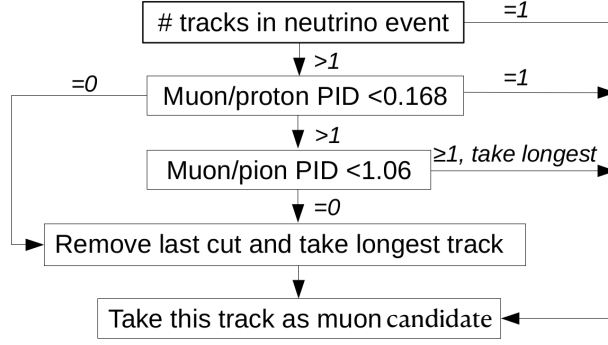 # tracks in neutrino event
=1
>1
=0
Muon/proton PID <0.168
=1
>1
Muon/pion PID <1.06
≥1, take longest
=0
Remove last cut and take longest track
Take this track as muon candidate